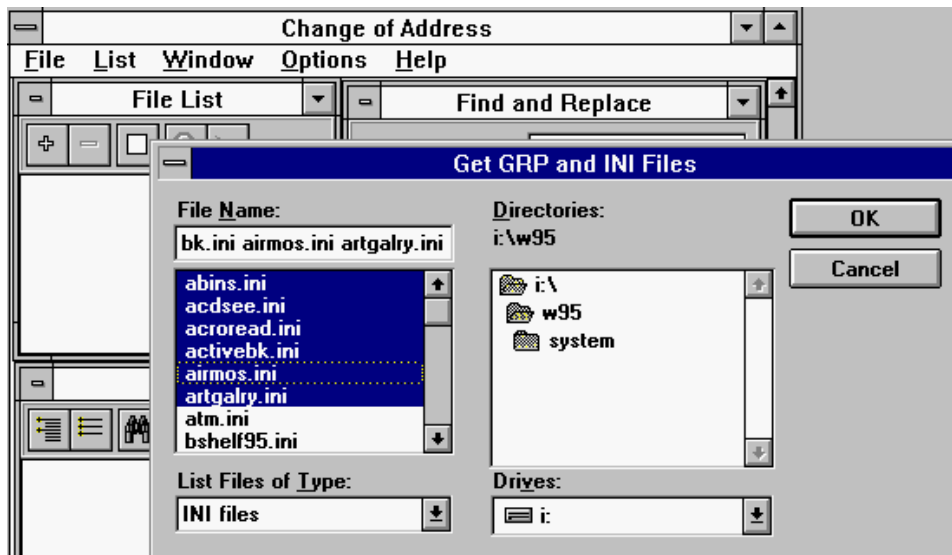 Change of Address
File List Window Options Help
File List
Find and Replace
Get GRP and INI Files
File Name:
bk.ini airmos.ini artgalry.ini
abins.ini
acdsee.ini
acroread.ini
activebk.ini
airmos.ini
artgalry.ini
atm.ini
bshelf95.ini
List Files of Type:
INI files
Directories:
i:\w95
i:\
w95
system
Drives:
i:
OK
Cancel